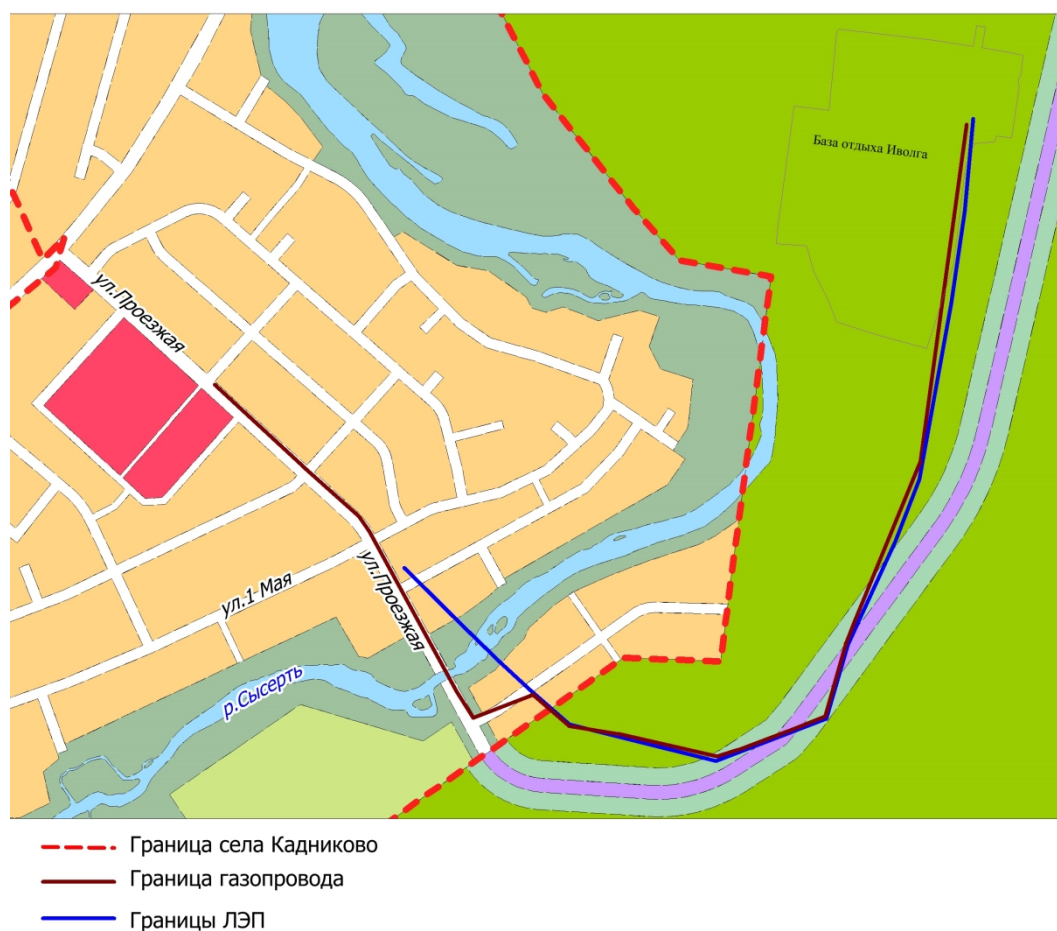 База отдыха Иволга
ул.Проезжая
ул.Проезжая
ул.1 Мая
р.Сысерть
Граница села Кадниково
Граница газопровода
Границы ЛЭП